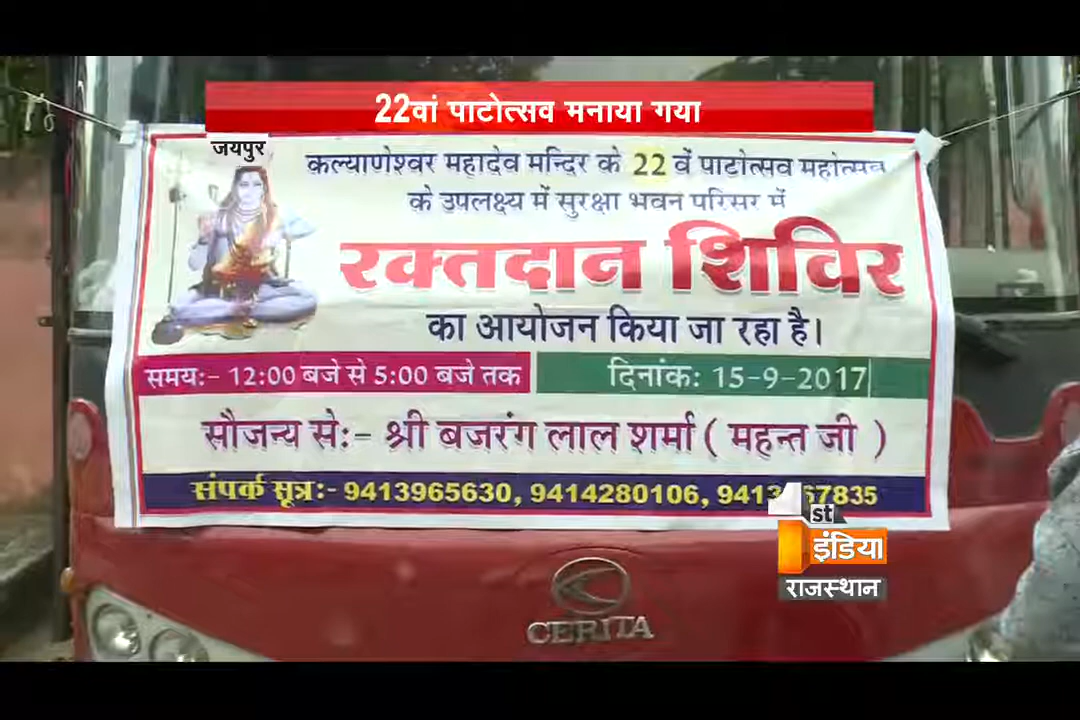 22वां पाटोत्सव मनाया गया
जयपुर
कल्याणेश्वर महादेव मन्दिर के 22 वें पाटोत्सव महोत्सव
के उपलक्ष्य में सुरक्षा भवन परिसर में
रक्तदान शिविर
का आयोजन किया जा रहा है।
समयः- 12:00 बजे से 5:00 बजे तक
दिनांकः 15-9-2017
सौजन्य सेः- श्री बजरंग लाल शर्मा ( महन्त जी )
संपर्क सूत्रः- 9413965630, 9414280106,
1st
इंडिया
राजस्थान
CERITA